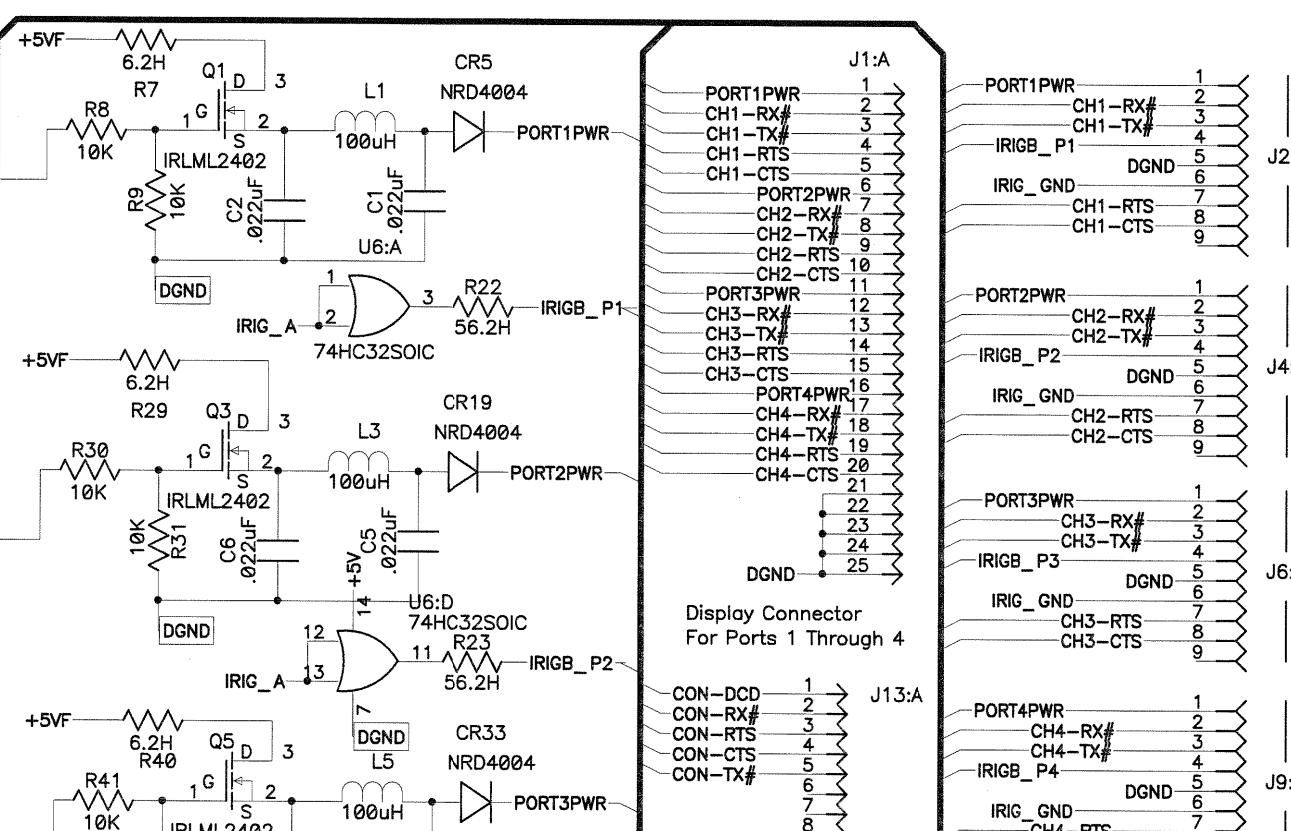 +5VF
6.2H
R7
Q1
D
3
G
1
2
S
R8
10K
IRLML2402
R9
10K
L1
100uH
CR5
NRD4004
PORT1PWR
C2
.022uF
C1
.022uF
DGND
U6:A
1
2
3
IRIG_A
74HC32SOIC
R22
56.2H
IRIGB_P1
+5VF
6.2H
R29
Q3
D
3
G
1
2
S
R30
10K
IRLML2402
10K
R31
L3
100uH
CR19
NRD4004
PORT2PWR
C6
.022uF
C5
.022uF
+5V
14
DGND
U6:D
74HC32SOIC
12
13
11
IRIG_A
R23
56.2H
IRIGB_P2
7
DGND
+5VF
6.2H
R40
Q5
D
3
G
1
2
S
R41
10K
IRLML2402
L5
100uH
CR33
NRD4004
PORT3PWR
J1:A
PORT1PWR 1
CH1-RX# 2
CH1-TX# 3
CH1-RTS 4
CH1-CTS 5
PORT2PWR 6
CH2-RX# 7
CH2-TX# 8
CH2-RTS 9
CH2-CTS 10
PORT3PWR 11
CH3-RX# 12
CH3-TX# 13
CH3-RTS 14
CH3-CTS 15
PORT4PWR 16
CH4-RX# 17
CH4-TX# 18
CH4-RTS 19
CH4-CTS 20
21
22
23
24
DGND 25
Display Connector
For Ports 1 Through 4
J13:A
CON-DCD 1
CON-RX# 2
CON-RTS 3
CON-CTS 4
CON-TX# 5
6
7
8
PORT1PWR 1
CH1-RX# 2
CH1-TX# 3
IRIGB_P1 4
DGND 5
IRIG_GND 6
CH1-RTS 7
CH1-CTS 8
9
J2
PORT2PWR 1
CH2-RX# 2
CH2-TX# 3
IRIGB_P2 4
DGND 5
IRIG_GND 6
CH2-RTS 7
CH2-CTS 8
9
J4:
PORT3PWR 1
CH3-RX# 2
CH3-TX# 3
IRIGB_P3 4
DGND 5
IRIG_GND 6
CH3-RTS 7
CH3-CTS 8
9
J6:
PORT4PWR 1
CH4-RX# 2
CH4-TX# 3
IRIGB_P4 4
DGND 5
IRIG_GND 6
CH4-RTS 7
J9: